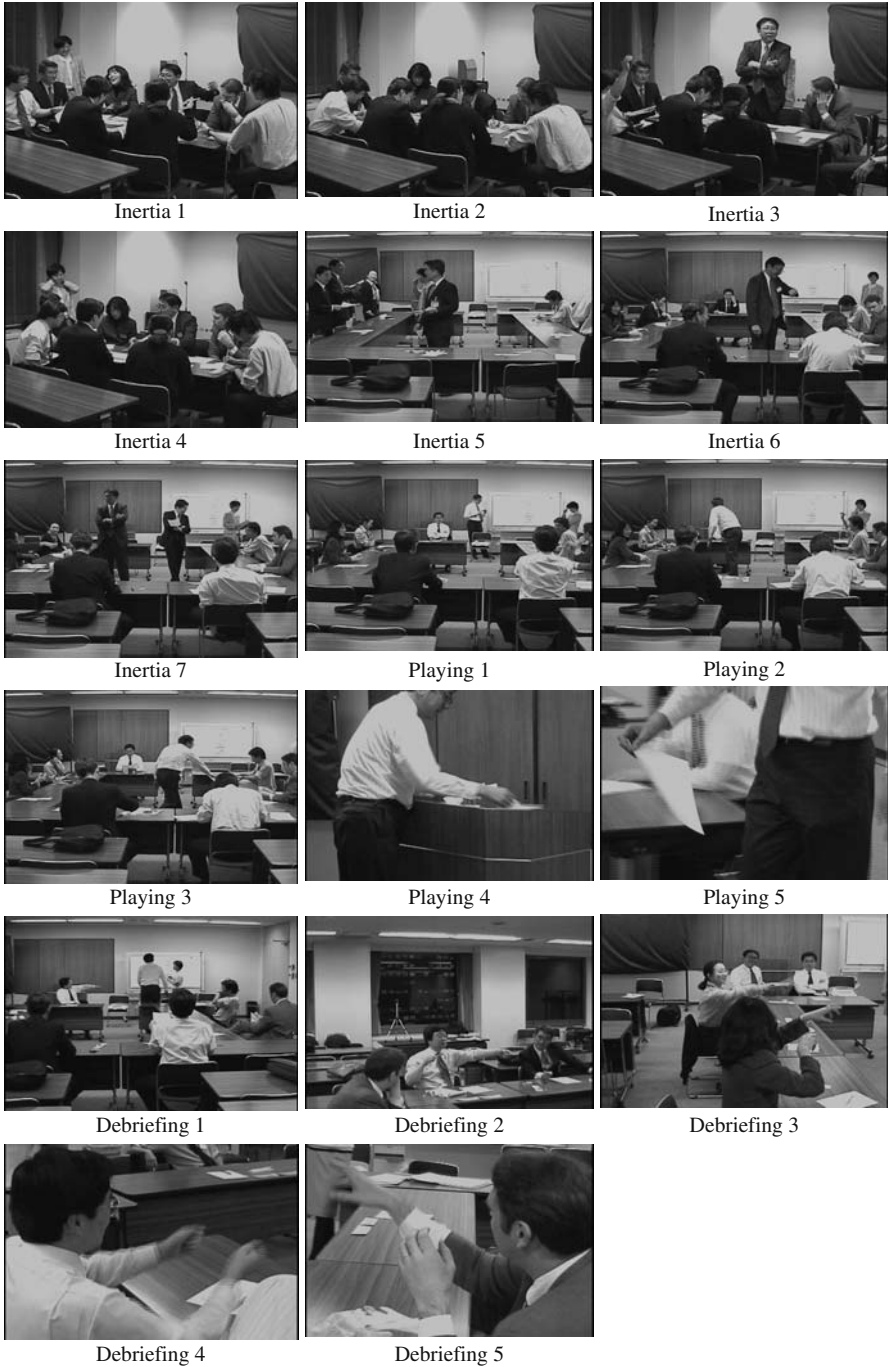 Inertia 1
Inertia 2
Inertia 3
Inertia 4
Inertia 5
Inertia 6
Inertia 7
Playing 1
Playing 2
Playing 3
Playing 4
Playing 5
Debriefing 1
Debriefing 2
Debriefing 3
Debriefing 4
Debriefing 5